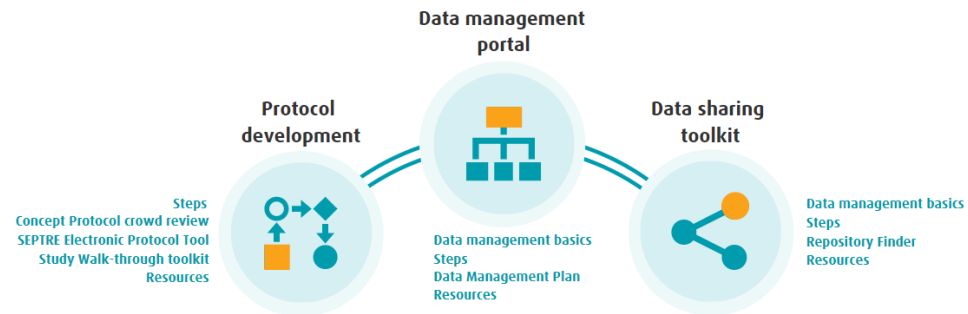 Data management
portal
Protocol
development
Data sharing
toolkit
Steps
Concept Protocol crowd review
SEPTRE Electronic Protocol Tool
Study Walk-through toolkit
Resources
Data management basics
Steps
Data Management Plan
Resources
Data management basics
Steps
Repository Finder
Resources